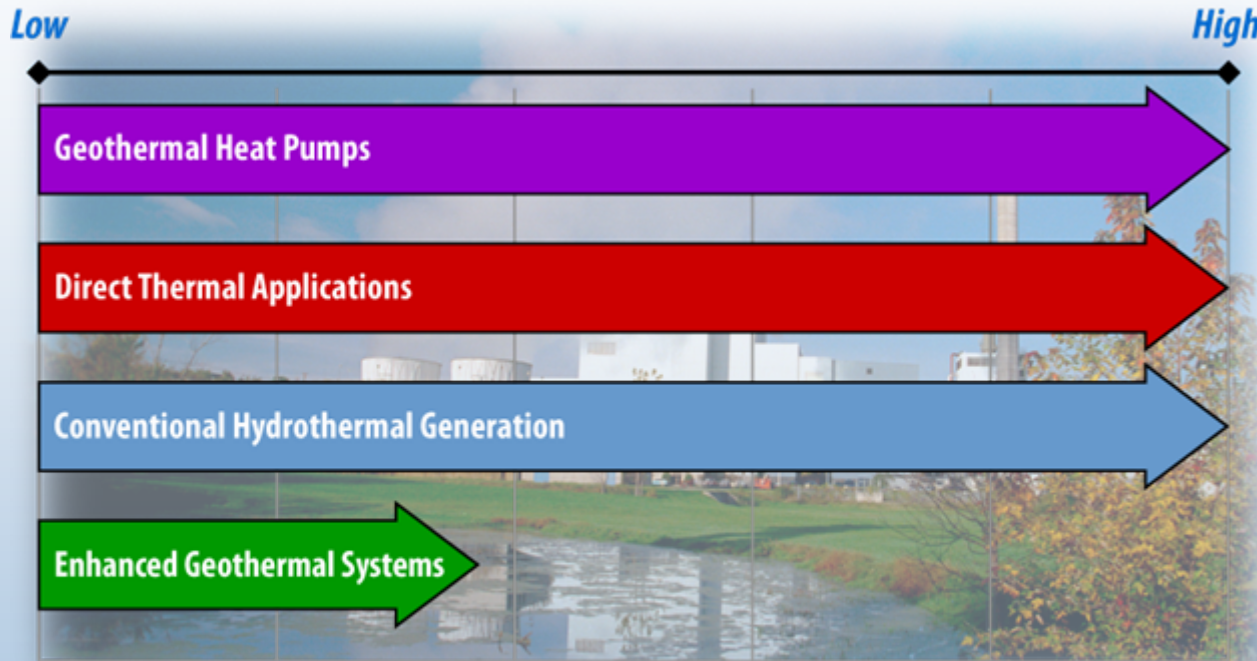 Low
High
Geothermal Heat Pumps
Direct Thermal Applications
Conventional Hydrothermal Generation
Enhanced Geothermal Systems